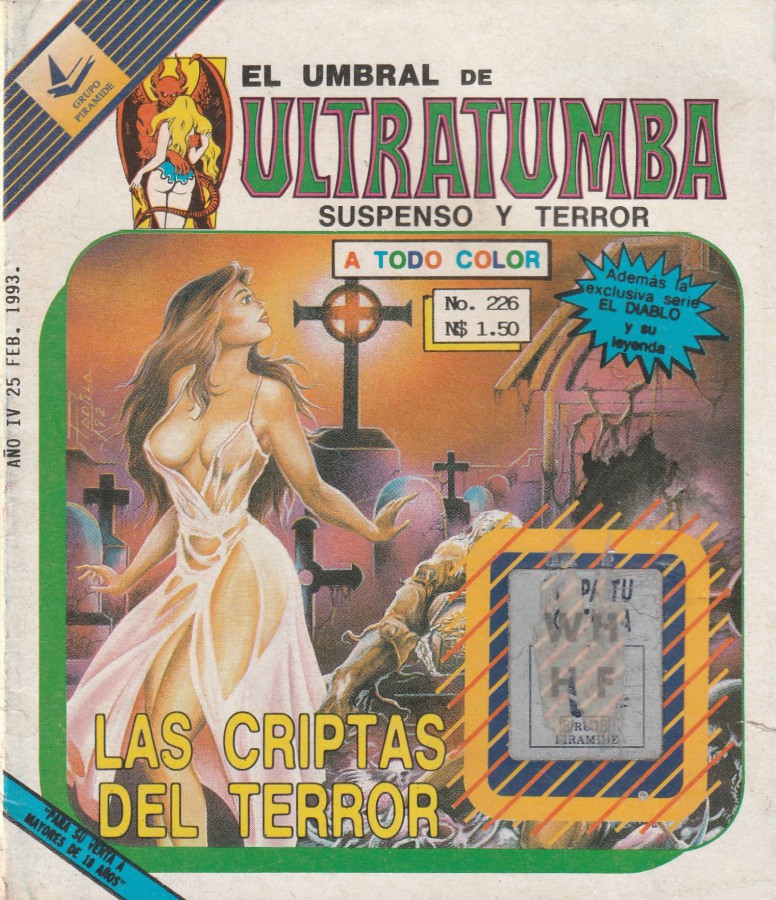 GRUPO
PIRAMIDE
EL UMBRAL DE
ULTRATUMBA
SUSPENSO Y TERROR
A TODO COLOR
No. 226
N$ 1.50
Además la
exclusiva serie
EL DIABLO
y su
leyenda
AÑO IV 25 FEB. 1993.
TU
W H
H F
PIRAMIDE
LAS CRIPTAS
DEL TERROR
"PARA SU VENTA A
MAYORES DE 18 AÑOS"